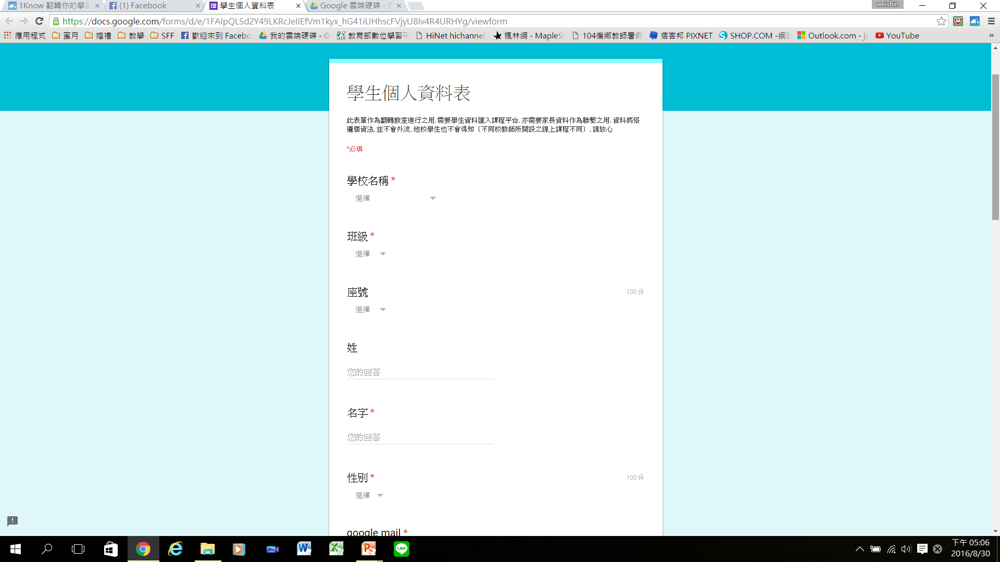 1Know 翻轉你的學習
(1) Facebook
學生個人資料表
Google 雲端硬碟 -
weishin
https://docs.google.com/forms/d/e/1FAIpQLSd2Y49LKRcJelIEfVm1kyx_hG41iUHhscFVjyU8Iv4R4URHYg/viewform
應用程式 蜜月 婚禮 教學 SFF 歡迎來到 Facebo 我的雲端硬碟 - G 教育部數位學習平 HiNet hichannel 楓林網 - MapleSt 104偏鄉教師暑假 痞客邦 PIXNET SHOP.COM -網路 Outlook.com - ja YouTube »
學生個人資料表
此表單作為翻轉教室進行之用,需要學生資料匯入課程平台,亦需要家長資料作為聯繫之用,資料將恪
遵個資法,並不會外流,他校學生也不會得知〔不同校教師所開設之線上課程不同〕,請放心
*必填
學校名稱 *
選擇
班級 *
選擇
座號 100 分
選擇
姓
您的回答
名字 *
您的回答
性別 * 100 分
選擇
google mail *
下午 05:06
2016/8/30